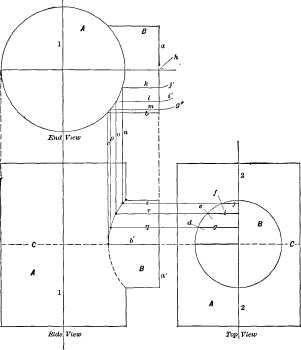 A
B
1
a
h
k
j'
l
i'
m
g°
b
End View
p
o
n
2
f
s
e
r
t
d
q
g
B
b'
C
C
C
A
B
a'
1
A
2
Side View
Top View